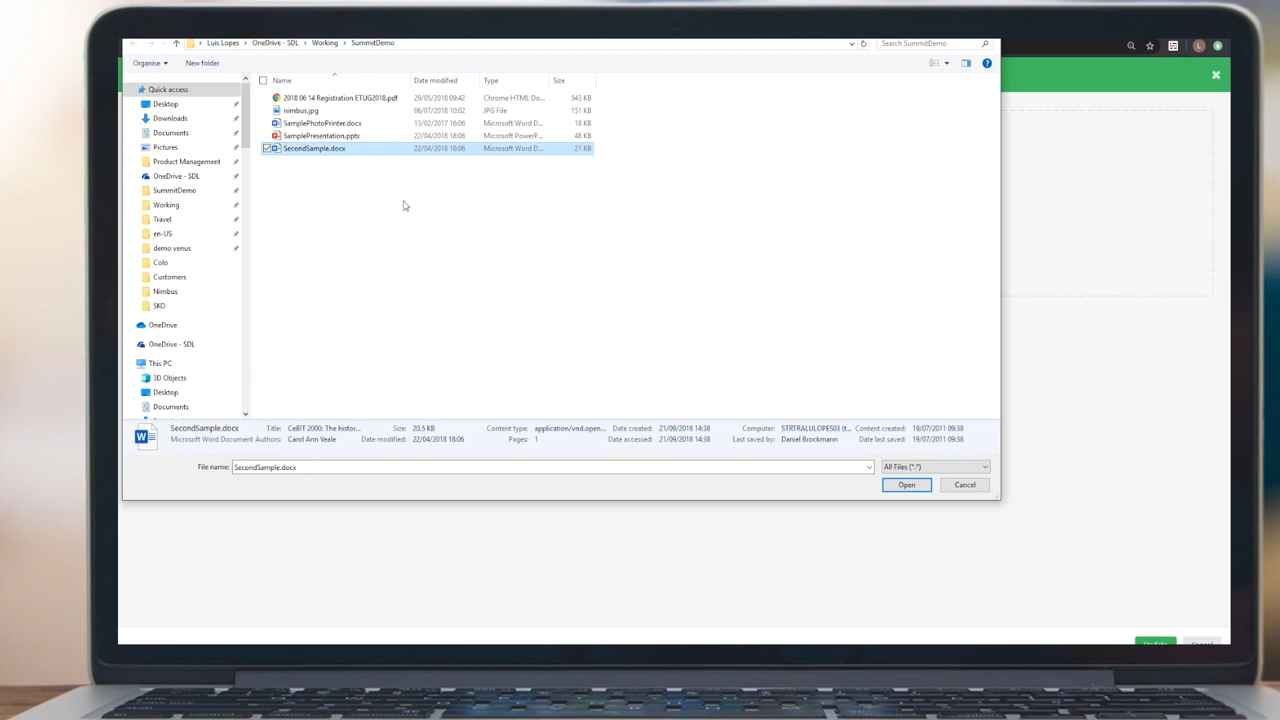 Luis Lopes > OneDrive - SDL > Working > SummitDemo
Search SummitDemo
Organise
New folder
Name Date modified Type Size
2018 06 14 Registration ETUG2018.pdf 29/05/2018 09:42 Chrome HTML Do... 543 KB
nimbus.jpg 06/07/2018 10:02 JPG File 151 KB
SamplePhotoPrinter.docx 13/02/2017 16:06 Microsoft Word D... 18 KB
SamplePresentation.pptx 22/04/2018 18:06 Microsoft PowerP... 48 KB
SecondSample.docx 22/04/2018 18:06 Microsoft Word D... 21 KB
Quick access
Desktop
Downloads
Documents
Pictures
Product Management
OneDrive - SDL
SummitDemo
Working
Travel
en-US
demo venus
Colo
Customers
Nimbus
SKO
OneDrive
OneDrive - SDL
This PC
3D Objects
Desktop
Documents
SecondSample.docx Title: CeBIT 2000: The histor... Size: 20.5 KB Content type: application/vnd.open... Date created: 21/09/2018 14:38 Computer: STRTRALULOPES03 (t... Content created: 19/07/2011 09:38
Microsoft Word Document Authors: Carol Ann Veale Date modified: 22/04/2018 18:06 Pages: 1 Date accessed: 21/09/2018 14:38 Last saved by: Daniel Brockmann Date last saved: 19/07/2011 09:38
File name: SecondSample.docx
All Files (*.*)
Open
Cancel
L